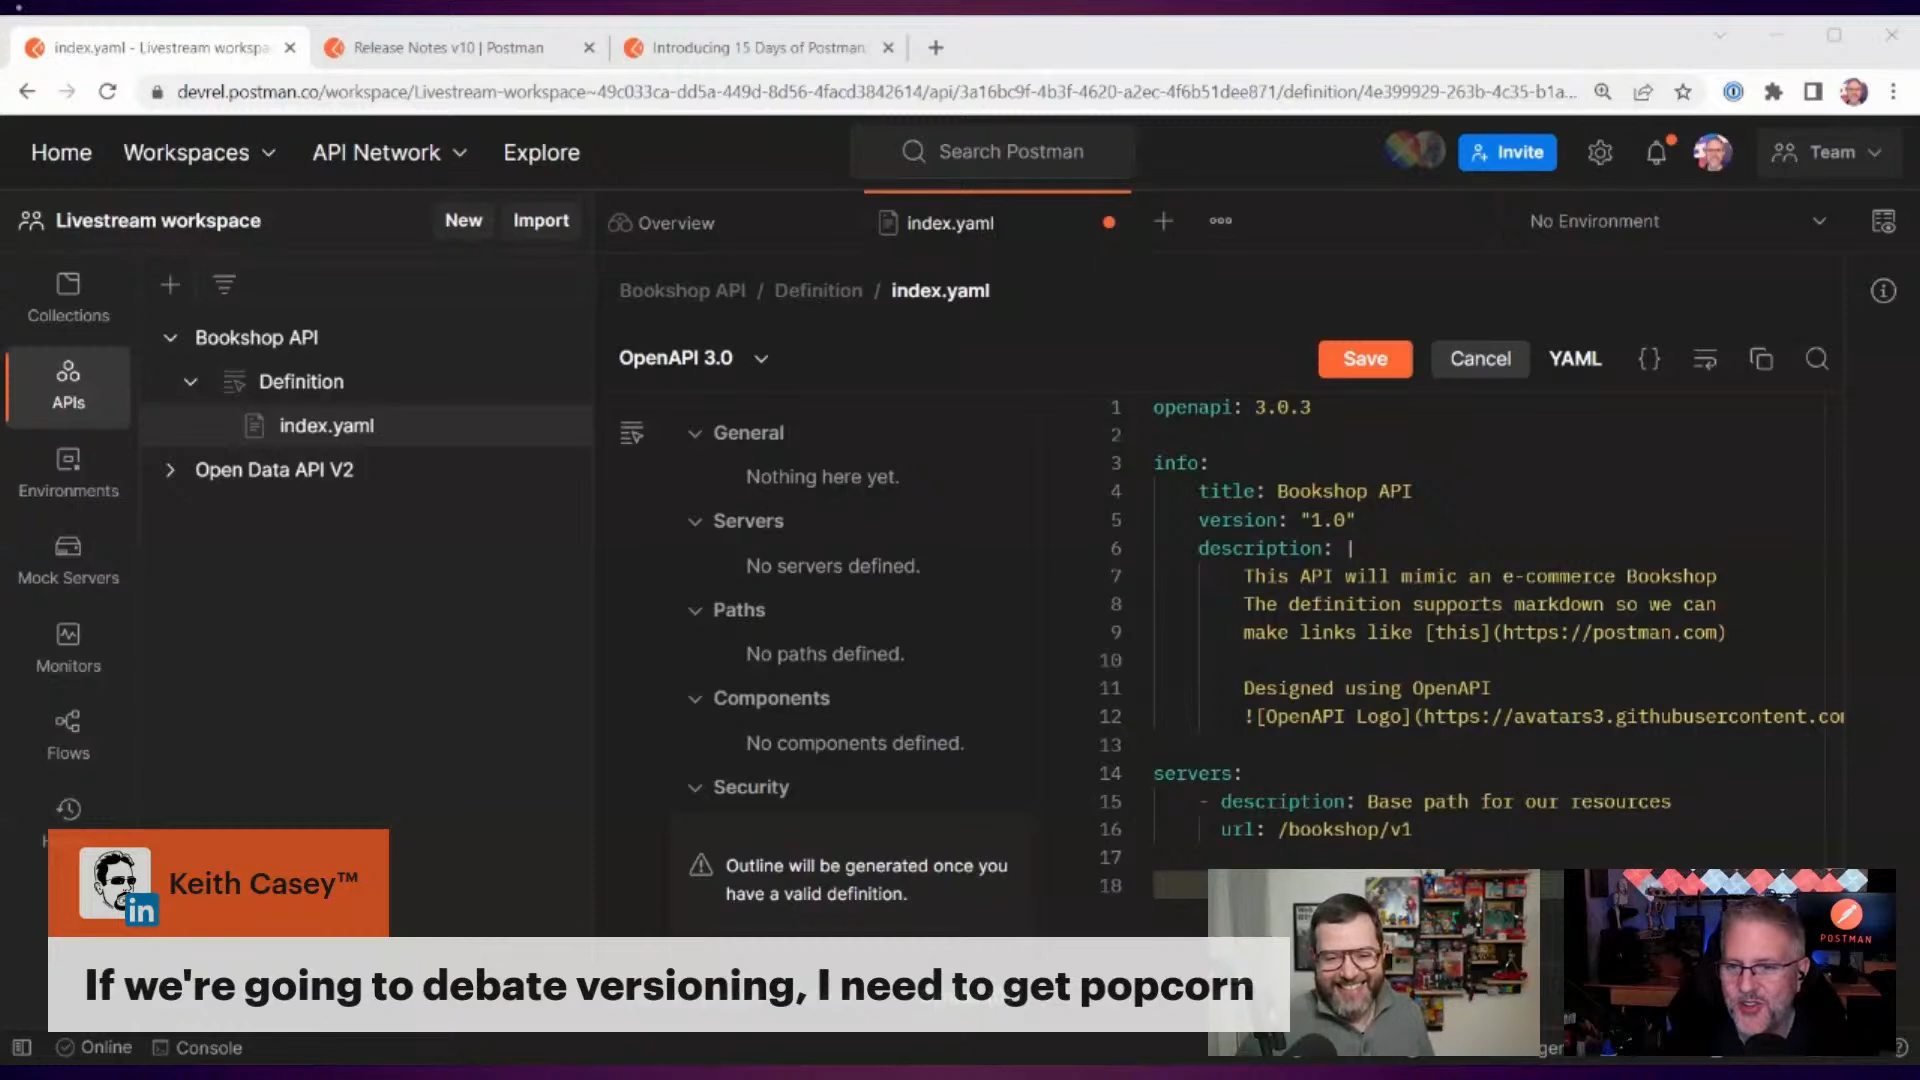 index.yaml - Livestream workspa
Release Notes v10 | Postman
Introducing 15 Days of Postman
devrel.postman.co/workspace/Livestream-workspace~49c033ca-dd5a-449d-8d56-4facd3842614/api/3a16bc9f-4b3f-4620-a2ec-4f6b51dee871/definition/4e399929-263b-4c35-b1a...
Home Workspaces API Network Explore
Search Postman
Invite
Team
Livestream workspace
New Import
Overview
index.yaml
No Environment
Collections
APIs
Environments
Mock Servers
Monitors
Flows
Bookshop API
Definition
index.yaml
Open Data API V2
Bookshop API / Definition / index.yaml
OpenAPI 3.0
Save Cancel YAML {}
General
Nothing here yet.
Servers
No servers defined.
Paths
No paths defined.
Components
No components defined.
Security
Outline will be generated once you
have a valid definition.
1 openapi: 3.0.3
2
3 info:
4 title: Bookshop API
5 version: "1.0"
6 description: |
7 This API will mimic an e-commerce Bookshop
8 The definition supports markdown so we can
9 make links like [this](https://postman.com)
10
11 Designed using OpenAPI
12 ![OpenAPI Logo](https://avatars3.githubusercontent.com
13
14 servers:
15 - description: Base path for our resources
16 url: /bookshop/v1
17
18
Keith Casey™
in
If we're going to debate versioning, I need to get popcorn
POSTMAN
Online Console